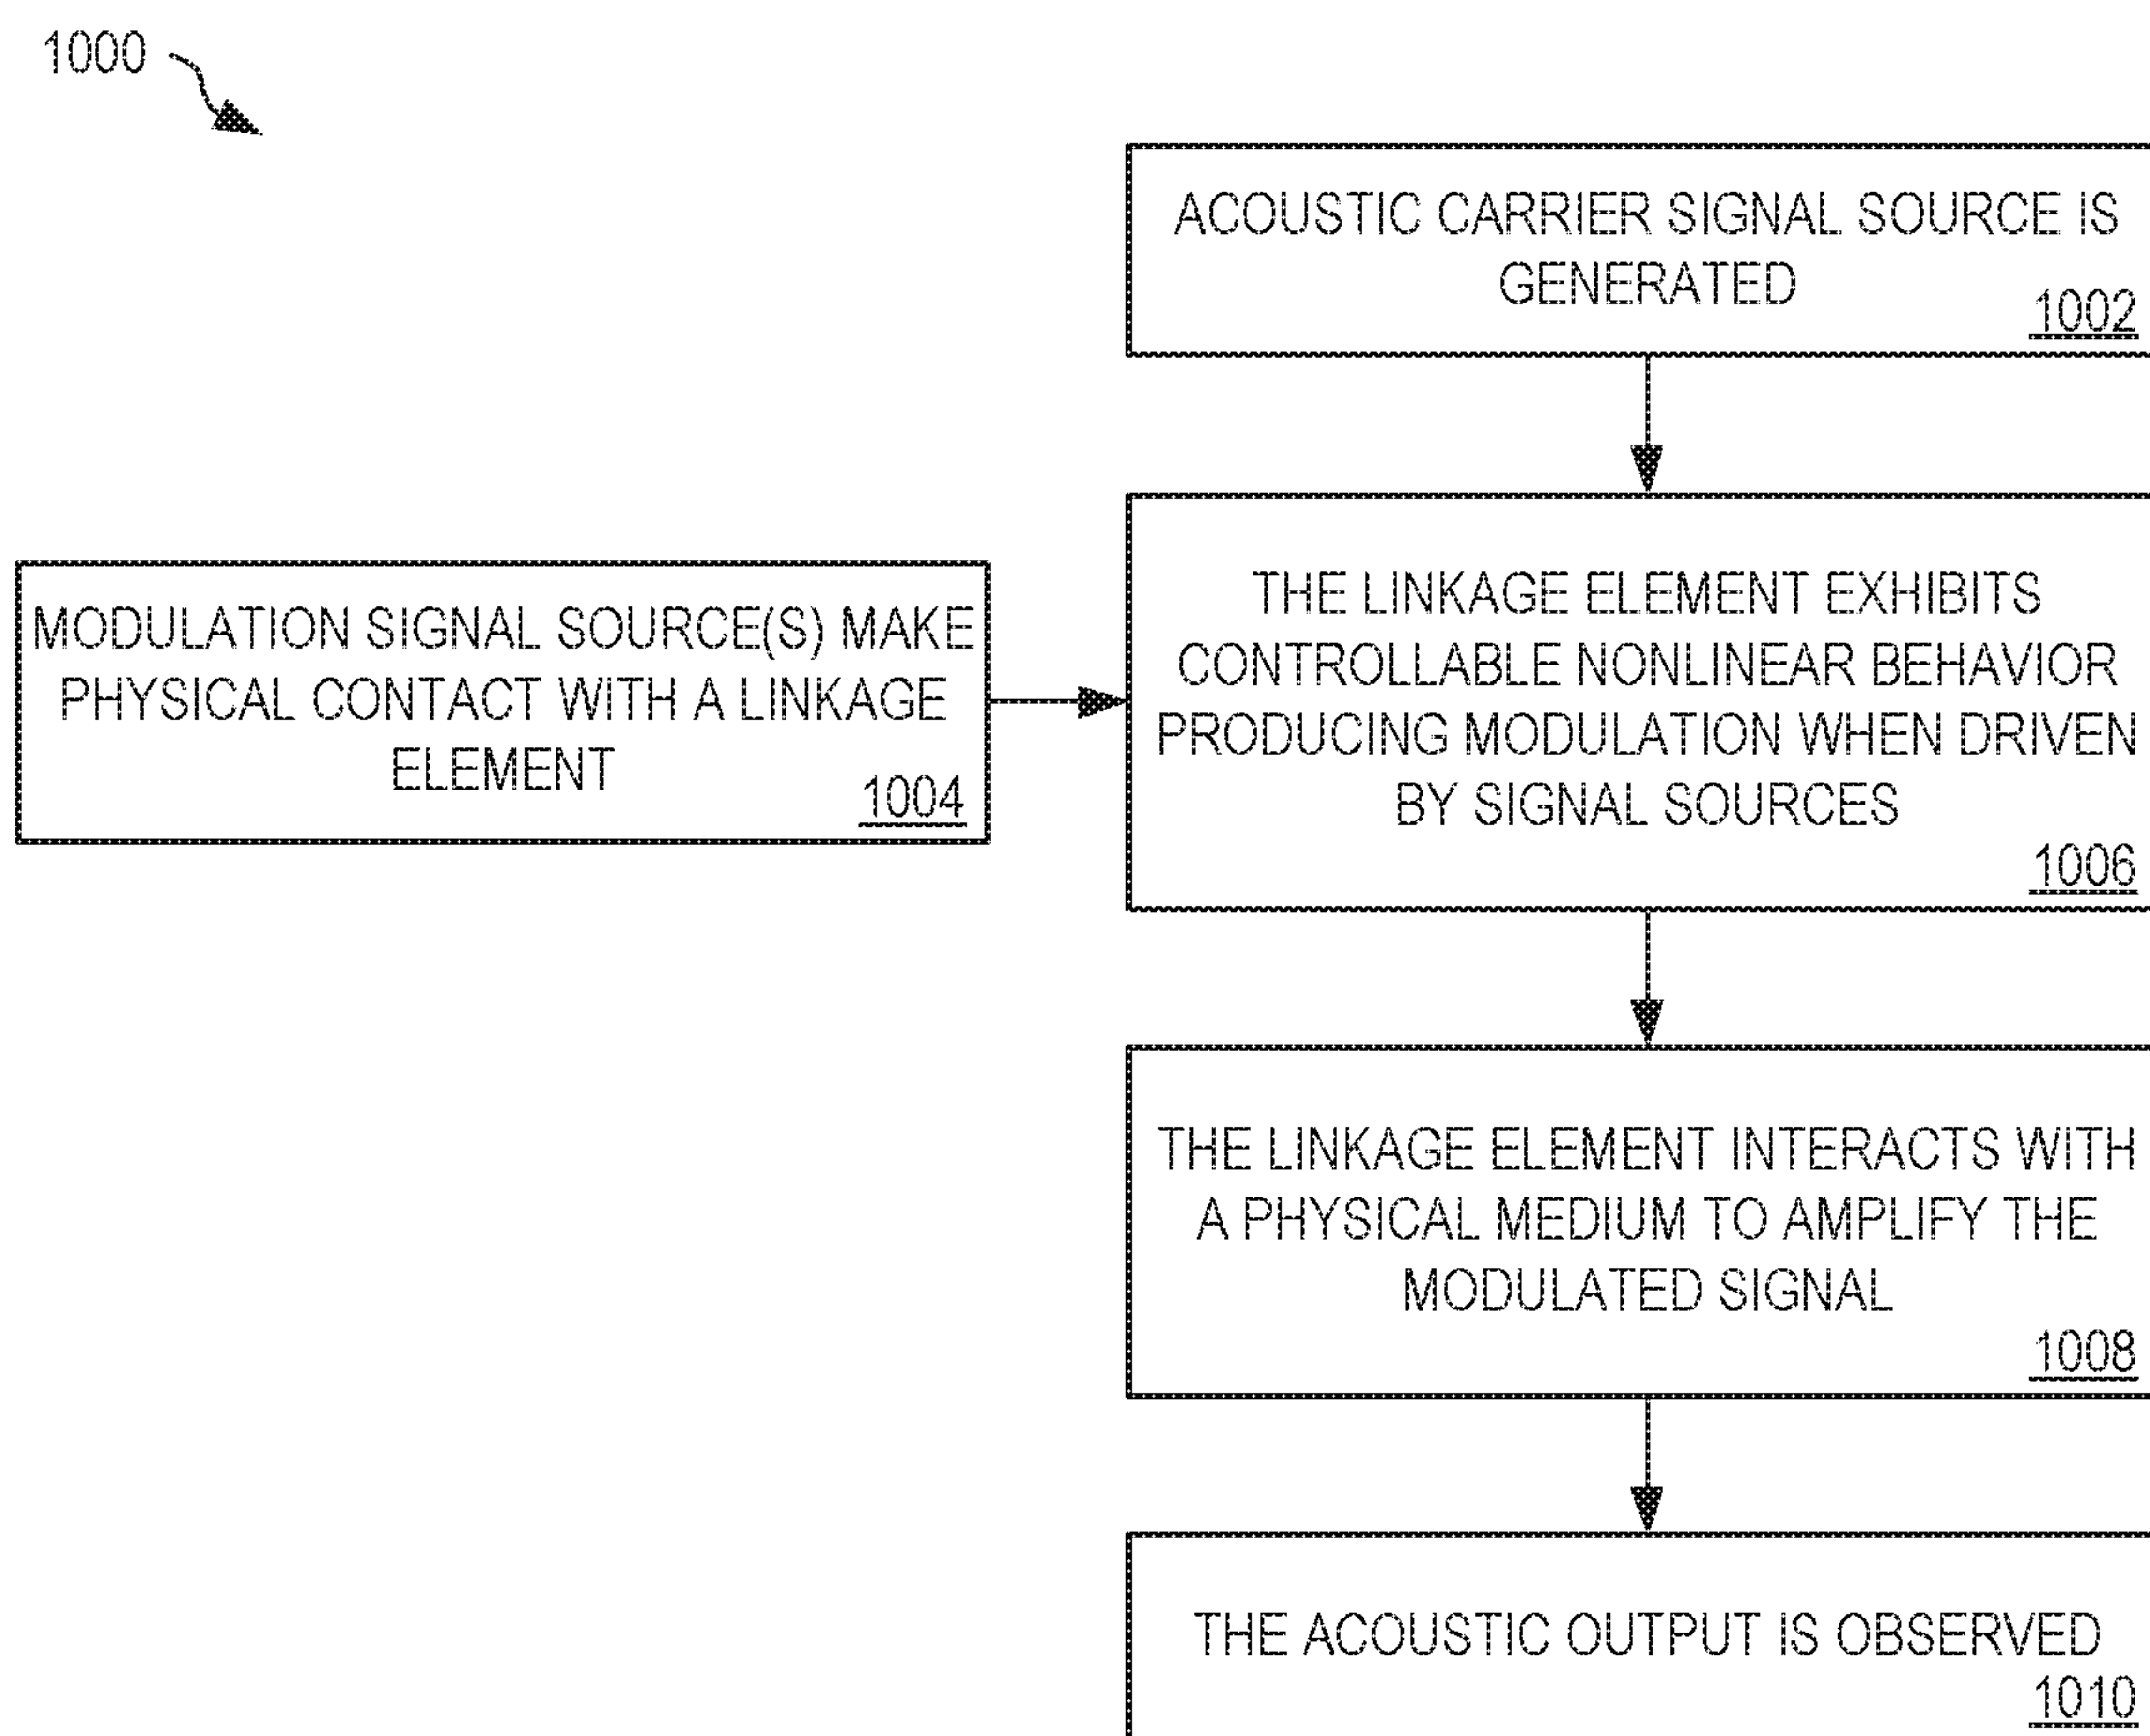 1000
ACOUSTIC CARRIER SIGNAL SOURCE IS
GENERATED
1002
MODULATION SIGNAL SOURCE(S) MAKE
PHYSICAL CONTACT WITH A LINKAGE
ELEMENT
1004
THE LINKAGE ELEMENT EXHIBITS
CONTROLLABLE NONLINEAR BEHAVIOR
PRODUCING MODULATION WHEN DRIVEN
BY SIGNAL SOURCES
1006
THE LINKAGE ELEMENT INTERACTS WITH
A PHYSICAL MEDIUM TO AMPLIFY THE
MODULATED SIGNAL
1008
THE ACOUSTIC OUTPUT IS OBSERVED
1010